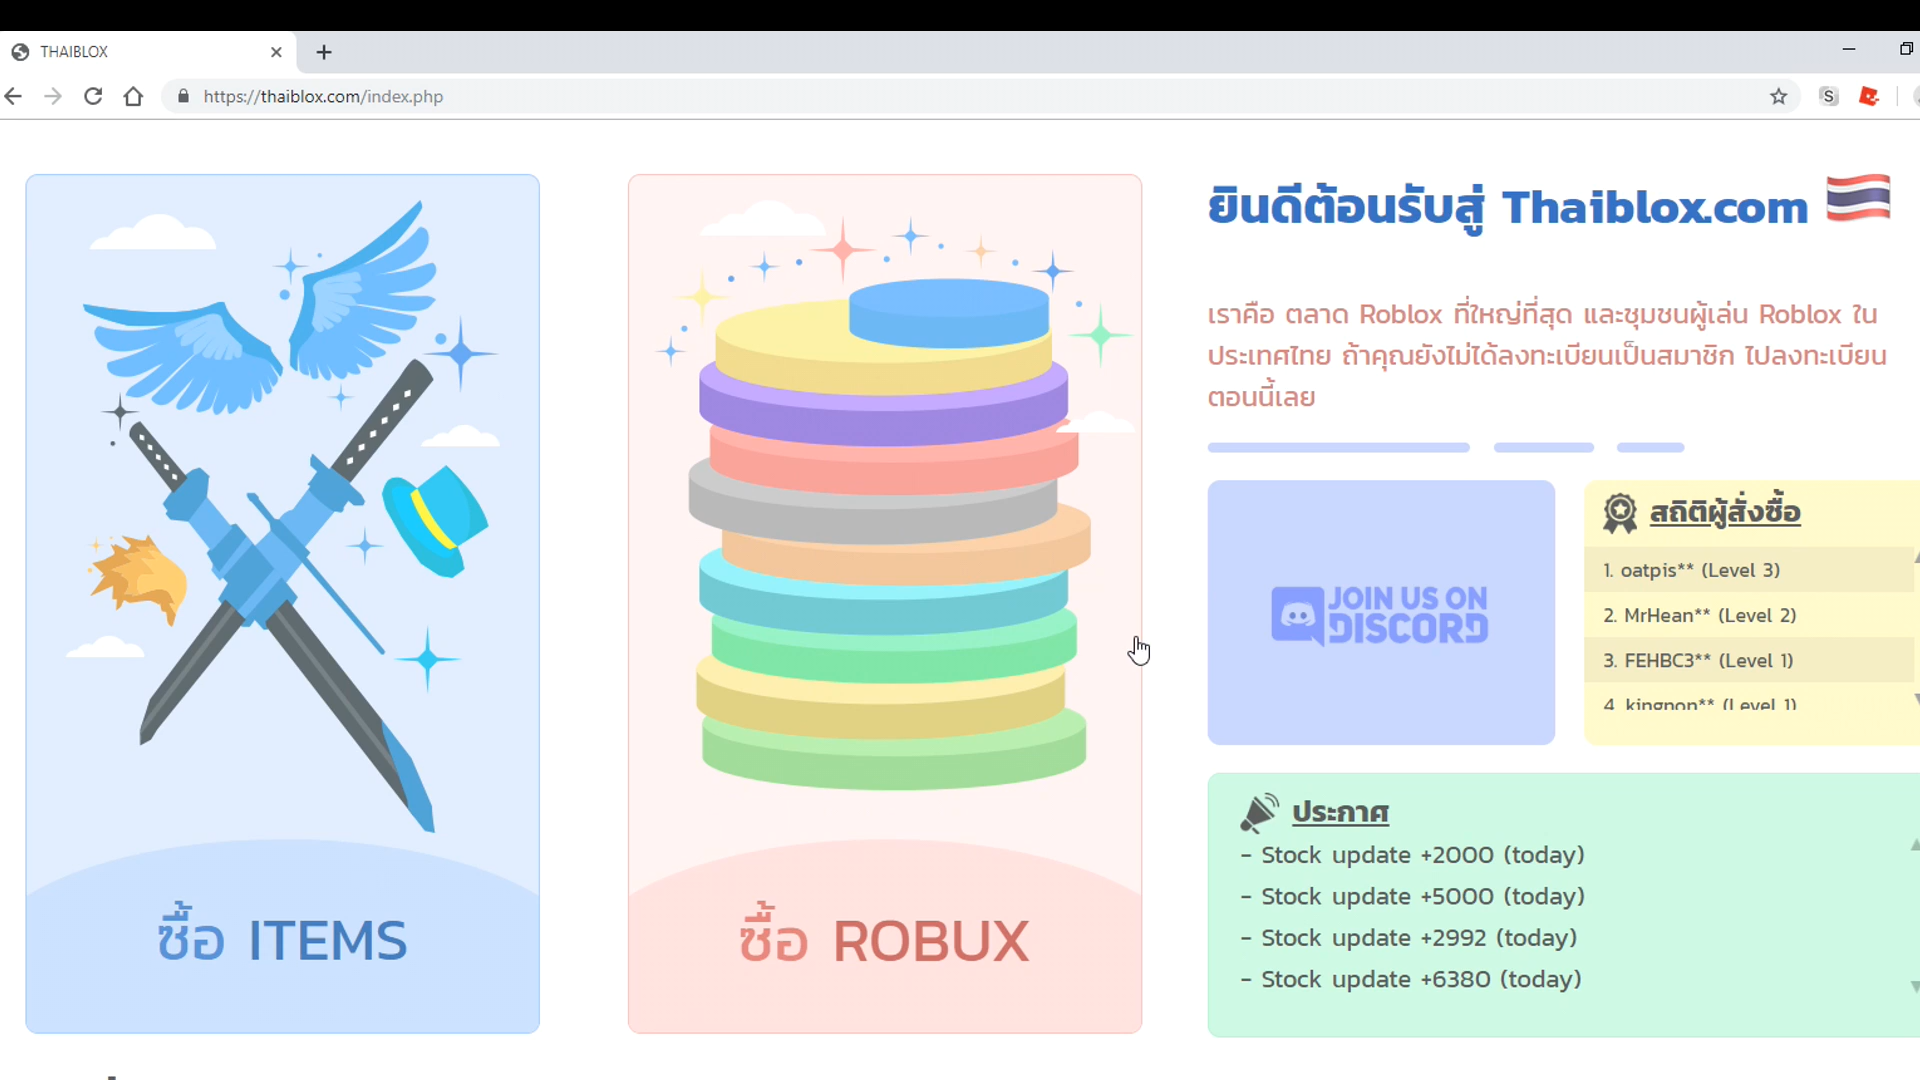 THAIBLOX
https://thaiblox.com/index.php
S
ซื้อ ITEMS
ซื้อ ROBUX
ยินดีต้อนรับสู่ Thaiblox.com
เราคือ ตลาด Roblox ที่ใหญ่ที่สุด และชุมชนผู้เล่น Roblox ใน
ประเทศไทย ถ้าคุณยังไม่ได้ลงทะเบียนเป็นสมาชิก ไปลงทะเบียน
ตอนนี้เลย
JOIN US ON
DISCORD
สถิติผู้สั่งซื้อ
1. oatpis** (Level 3)
2. MrHean** (Level 2)
3. FEHBC3** (Level 1)
4. kingnon** (Level 1)
ประกาศ
- Stock update +2000 (today)
- Stock update +5000 (today)
- Stock update +2992 (today)
- Stock update +6380 (today)